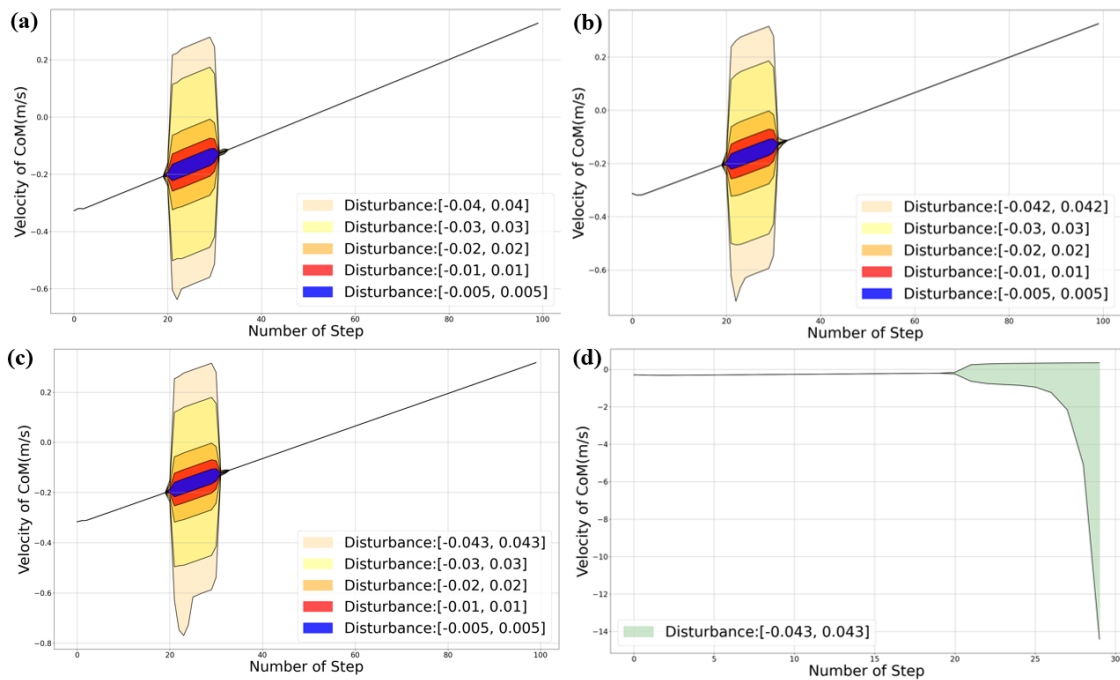 (a)
Velocity of CoM(m/s)
0.2
0.0
−0.2
−0.4
−0.6
Disturbance:[-0.04, 0.04]
Disturbance:[-0.03, 0.03]
Disturbance:[-0.02, 0.02]
Disturbance:[-0.01, 0.01]
Disturbance:[-0.005, 0.005]
0 20 40 60 80 100
Number of Step
(b)
Velocity of CoM(m/s)
0.2
0.0
−0.2
−0.4
−0.6
Disturbance:[-0.042, 0.042]
Disturbance:[-0.03, 0.03]
Disturbance:[-0.02, 0.02]
Disturbance:[-0.01, 0.01]
Disturbance:[-0.005, 0.005]
0 20 40 60 80 100
Number of Step
(c)
Velocity of CoM(m/s)
0.2
0.0
−0.2
−0.4
−0.6
−0.8
Disturbance:[-0.043, 0.043]
Disturbance:[-0.03, 0.03]
Disturbance:[-0.02, 0.02]
Disturbance:[-0.01, 0.01]
Disturbance:[-0.005, 0.005]
0 20 40 60 80 100
Number of Step
(d)
Velocity of CoM(m/s)
0
−2
−4
−6
−8
−10
−12
−14
Disturbance:[-0.043, 0.043]
0 5 10 15 20 25 30
Number of Step